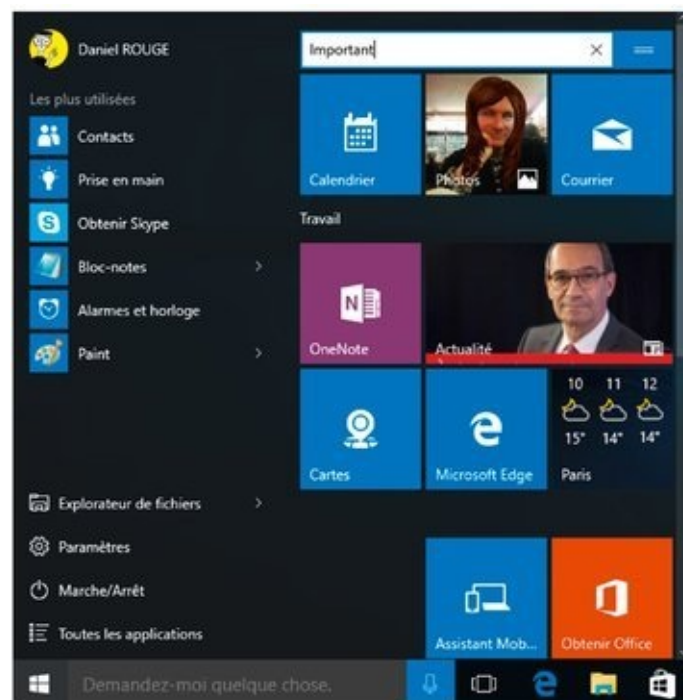 Daniel ROUGE
Important
Les plus utilisées
Contacts
Prise en main
Obtenir Skype
Bloc-notes
Alarmes et horloge
Paint
Explorateur de fichiers
Paramètres
Marche/Arrêt
Toutes les applications
Calendrier
Photos
Courrier
Travail
OneNote
Actualité
Cartes
Microsoft Edge
10 11 12
15° 14° 14°
Paris
Assistant Mob...
Obtenir Office
Demandez-moi quelque chose.